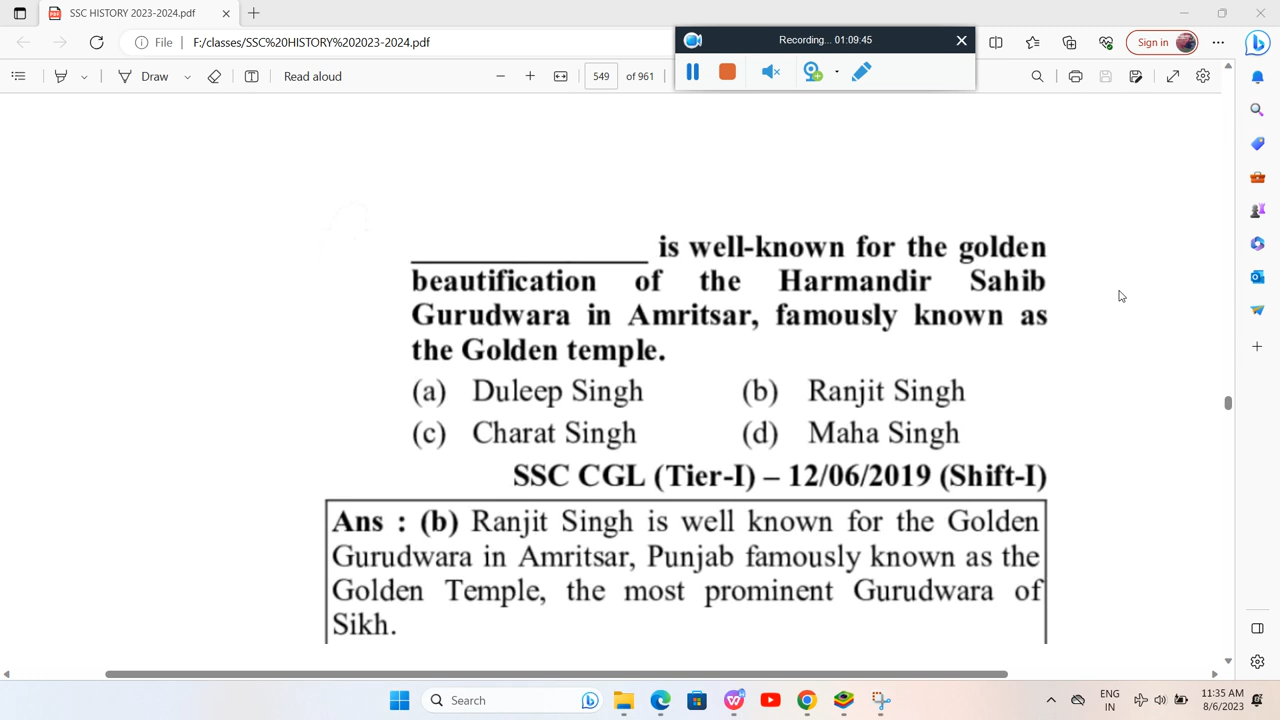 SSC HISTORY 2023-2024.pdf
Recording... 01:09:45
File F:/classes/SSC%20HISTORY%202023-2024.pdf Sign in
Draw Read aloud 549 of 961
______________ is well-known for the golden
beautification of the Harmandir Sahib
Gurudwara in Amritsar, famously known as
the Golden temple.
(a) Duleep Singh (b) Ranjit Singh
(c) Charat Singh (d) Maha Singh
SSC CGL (Tier-I) – 12/06/2019 (Shift-I)
Ans : (b) Ranjit Singh is well known for the Golden
Gurudwara in Amritsar, Punjab famously known as the
Golden Temple, the most prominent Gurudwara of
Sikh.
Search
ENG
IN
11:35 AM
8/6/2023